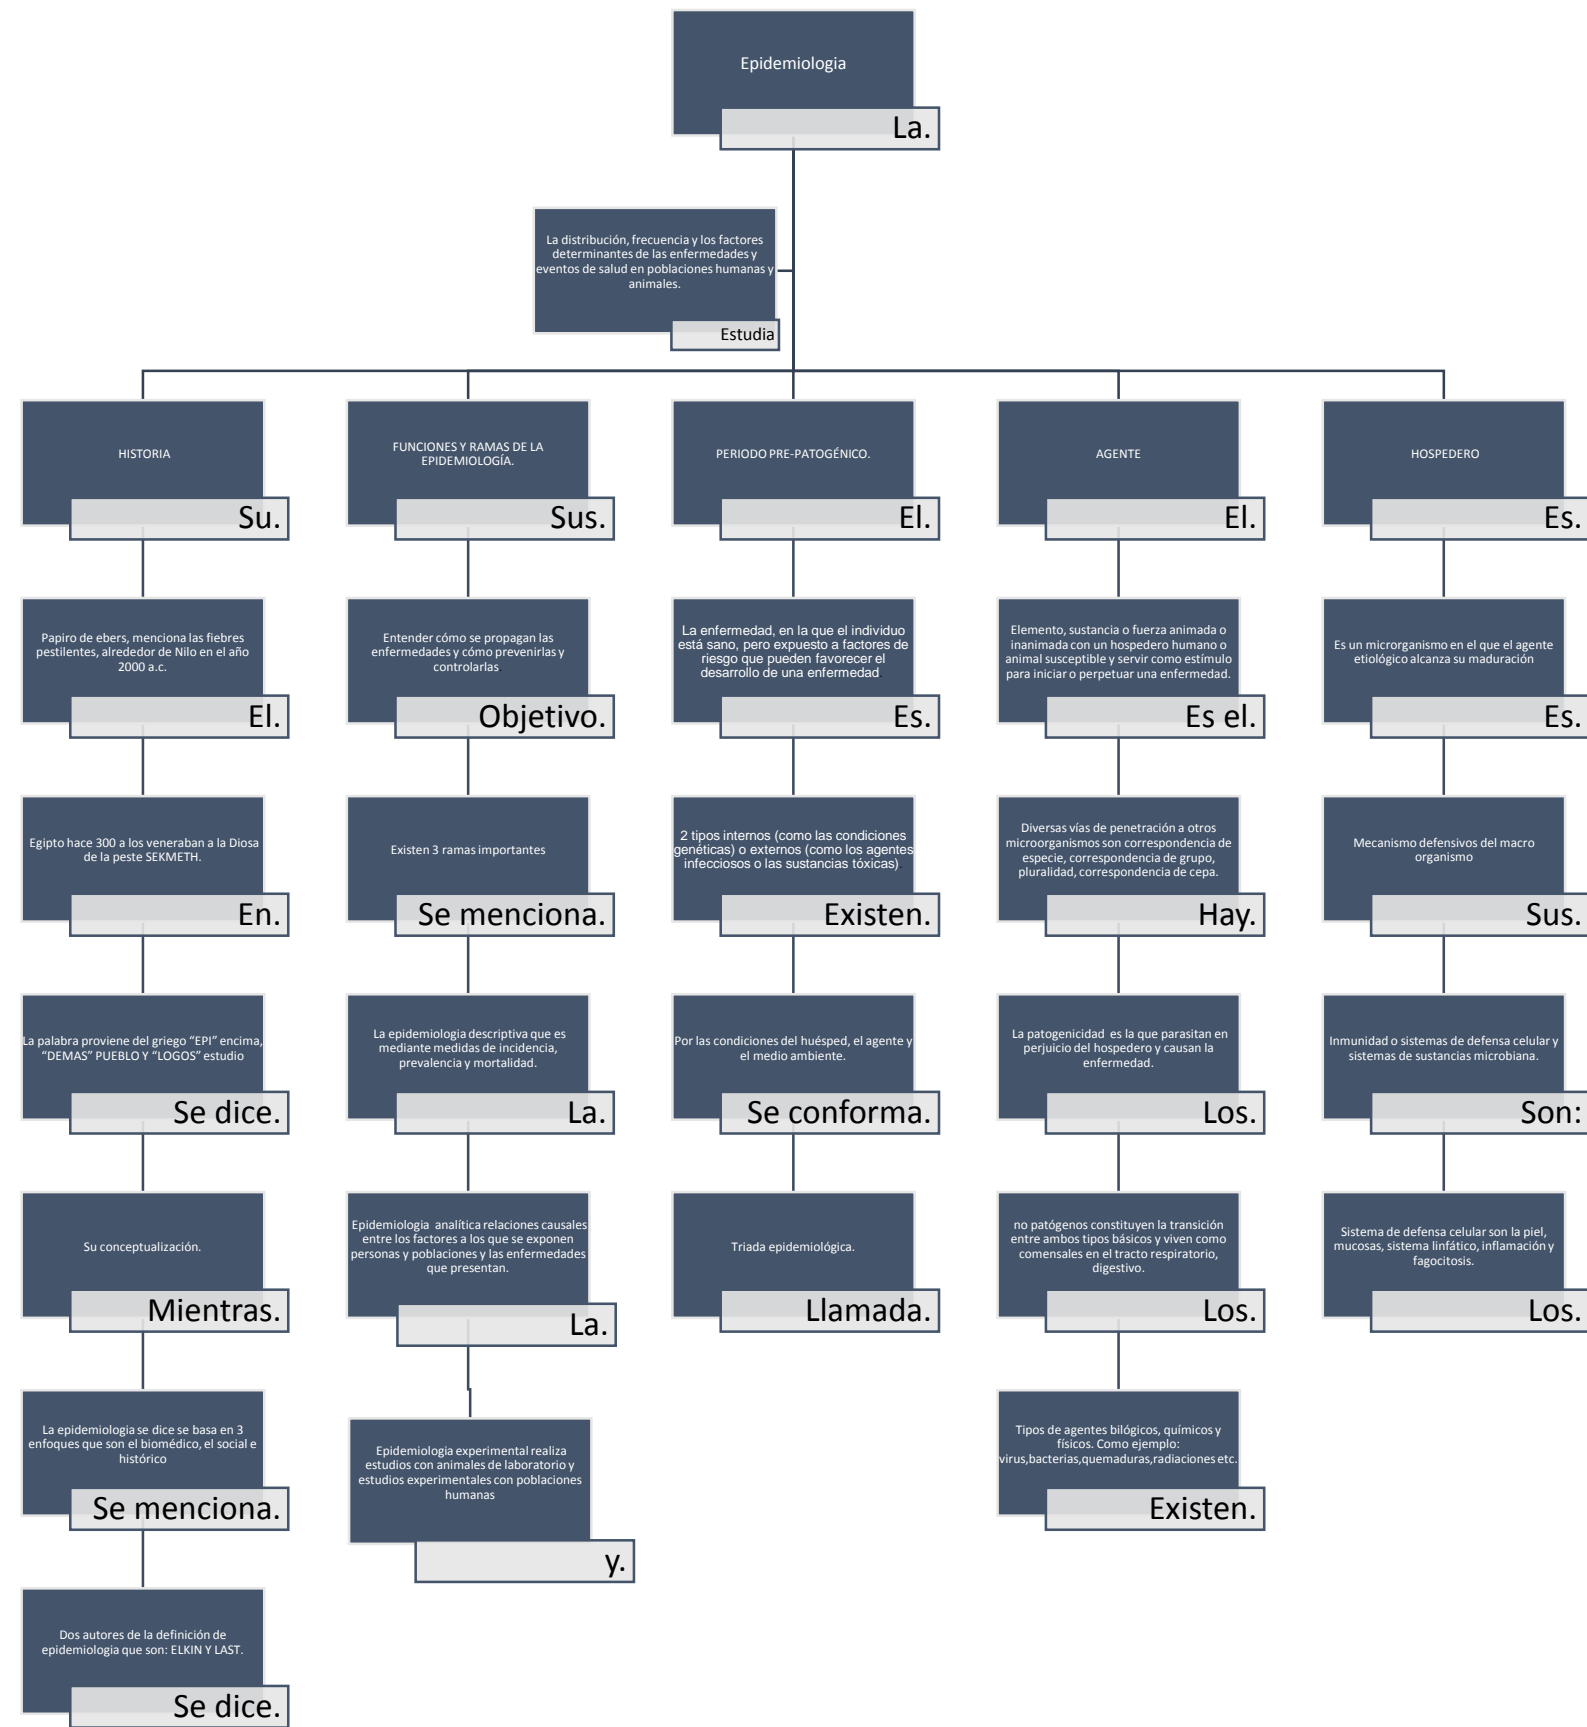 Epidemiologia
La.
La distribución, frecuencia y los factores
determinantes de las enfermedades y
eventos de salud en poblaciones humanas y
animales.
Estudia
HISTORIA
Su.
Papiro de ebers, menciona las fiebres
pestilentes, alrededor de Nilo en el año
2000 a.c.
El.
Egipto hace 300 a los veneraban a la Diosa
de la peste SEKMETH.
En.
La palabra proviene del griego “EPI” encima,
“DEMAS” PUEBLO Y “LOGOS” estudio
Se dice.
Su conceptualización.
Mientras.
La epidemiologia se dice se basa en 3
enfoques que son el biomédico, el social e
histórico
Se menciona.
Dos autores de la definición de
epidemiologia que son: ELKIN Y LAST.
Se dice.
FUNCIONES Y RAMAS DE LA
EPIDEMIOLOGÍA.
Sus.
Entender cómo se propagan las
enfermedades y cómo prevenirlas y
controlarlas.
Objetivo.
Existen 3 ramas importantes
Se menciona.
La epidemiologia descriptiva que es
mediante medidas de incidencia,
prevalencia y mortalidad.
La.
Epidemiologia analítica relaciones causales
entre los factores a los que se exponen
personas y poblaciones y las enfermedades
que presentan.
La.
Epidemiologia experimental realiza
estudios con animales de laboratorio y
estudios experimentales con poblaciones
humanas
y.
PERIODO PRE-PATOGÉNICO.
El.
La enfermedad, en la que el individuo
está sano, pero expuesto a factores de
riesgo que pueden favorecer el
desarrollo de una enfermedad.
Es.
2 tipos internos (como las condiciones
genéticas) o externos (como los agentes
infecciosos o las sustancias tóxicas).
Existen.
Por las condiciones del huésped, el agente y
el medio ambiente.
Se conforma.
Triada epidemiológica.
Llamada.
AGENTE
El.
Elemento, sustancia o fuerza animada o
inanimada con un hospedero humano o
animal susceptible y servir como estímulo
para iniciar o perpetuar una enfermedad.
Es el.
Diversas vías de penetración a otros
microorganismos son correspondencia de
especie, correspondencia de grupo,
pluralidad, correspondencia de cepa.
Hay.
La patogenicidad es la que parasitan en
perjuicio del hospedero y causan la
enfermedad.
Los.
no patógenos constituyen la transición
entre ambos tipos básicos y viven como
comensales en el tracto respiratorio,
digestivo.
Los.
Tipos de agentes bilógicos, químicos y
físicos. Como ejemplo:
virus,bacterias,quemaduras,radiaciones etc.
Existen.
HOSPEDERO
Es.
Es un microrganismo en el que el agente
etiológico alcanza su maduración
Es.
Mecanismo defensivos del macro
organismo
Sus.
Inmunidad o sistemas de defensa celular y
sistemas de sustancias microbiana.
Son:
Sistema de defensa celular son la piel,
mucosas, sistema linfático, inflamación y
fagocitosis.
Los.